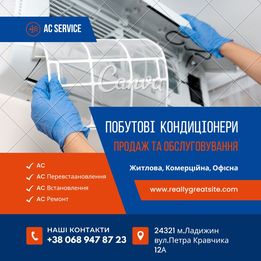 AC SERVICE
Canva
ПОБУТОВІ КОНДИЦІОНЕРИ
ПРОДАЖ ТА ОБСЛУГОВУВАННЯ
Житлова, Комерційна, Офісна
www.reallygreatsite.com
AC
AC Перевстановлення
AC Встановлення
AC Ремонт
НАШІ КОНТАКТИ
+38 068 947 87 23
24321 м.Ладижин
вул.Петра Кравчика
12А